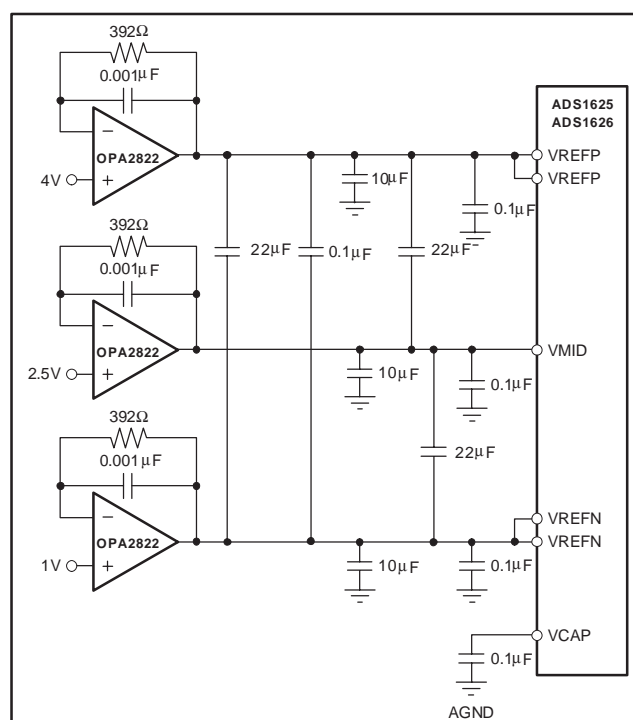 392Ω
0.001µF
OPA2822
4V
ADS1625
ADS1626
VREFP
VREFP
10µF
0.1µF
392Ω
0.001µF
22µF
0.1µF
22µF
OPA2822
2.5V
VMID
10µF
0.1µF
392Ω
0.001µF
22µF
OPA2822
1V
VREFN
VREFN
10µF
0.1µF
VCAP
0.1µF
AGND